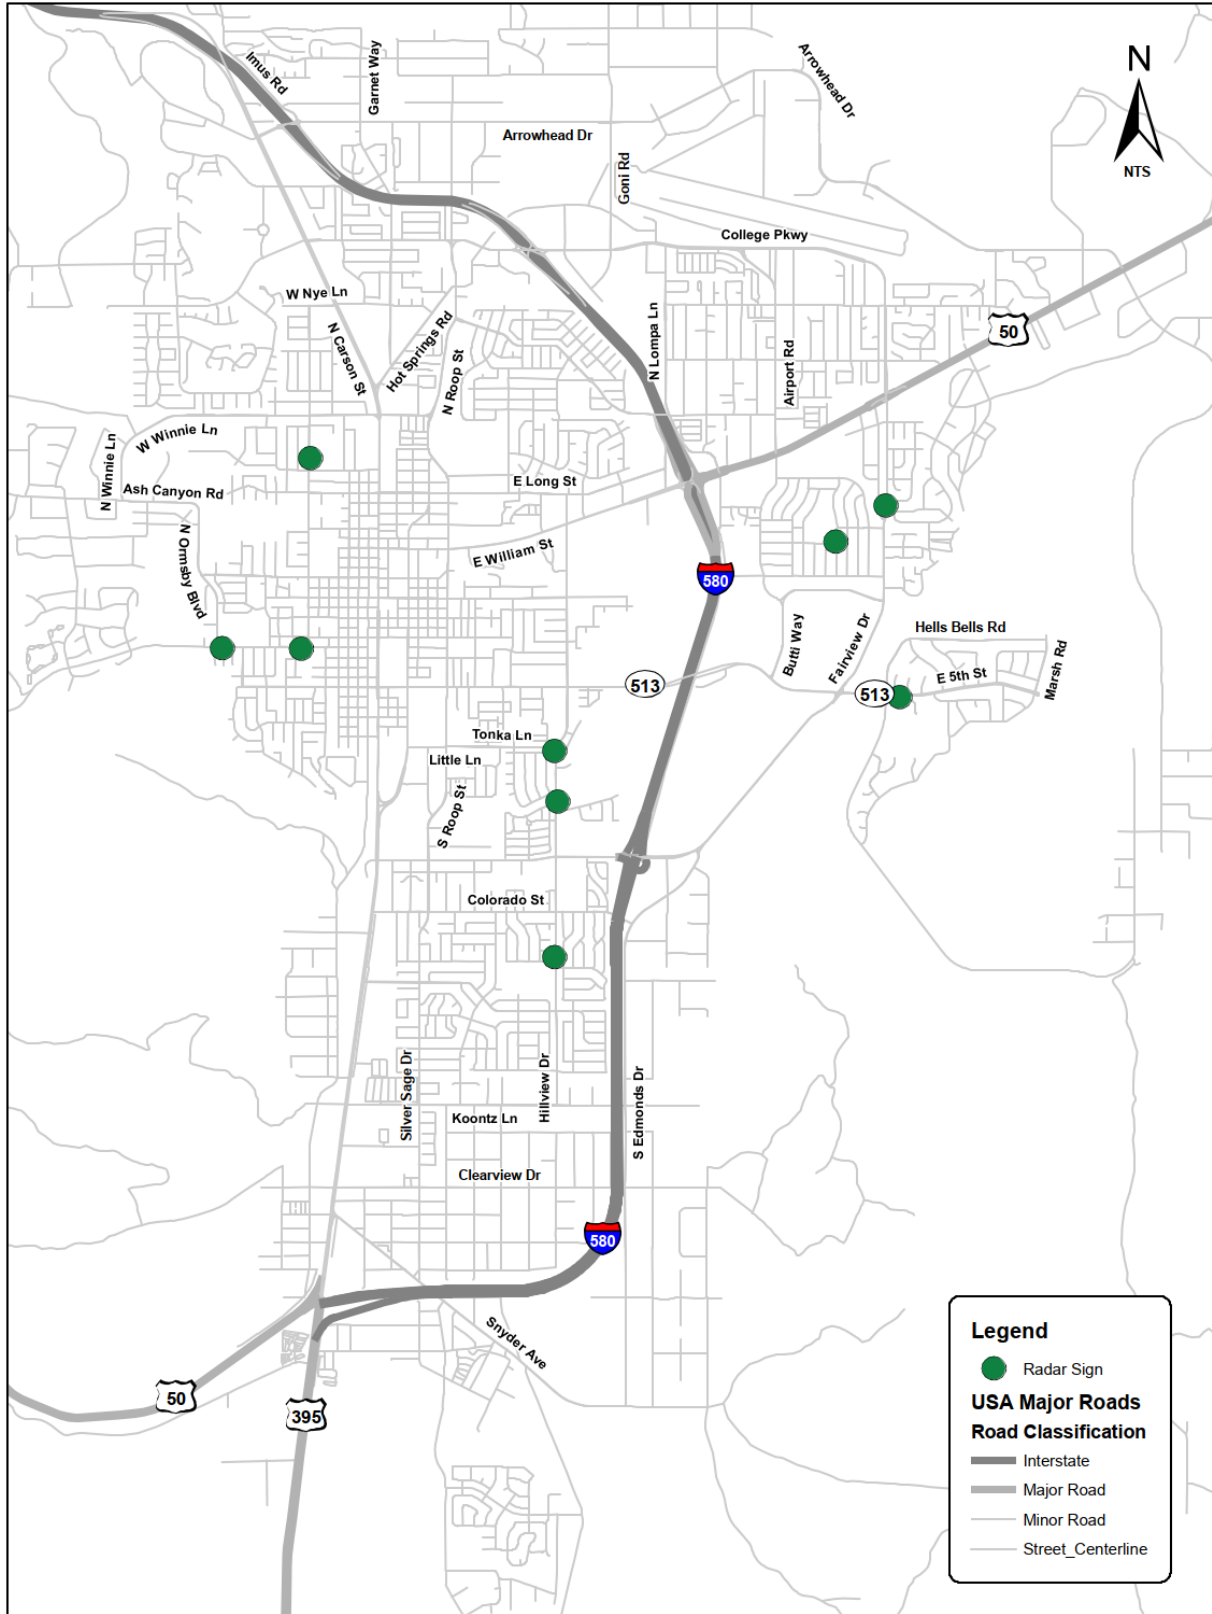 Imus Rd
Garnet Way
Arrowhead Dr
N
NTS
Arrowhead Dr
Goni Rd
College Pkwy
W Nye Ln
N Carson St
Hot Springs Rd
N Roop St
N Lompa Ln
Airport Rd
50
W Winnie Ln
N Winnie Ln
Ash Canyon Rd
E Long St
N Ormsby Blvd
E William St
580
Butti Way
Fairview Dr
Hells Bells Rd
Marsh Rd
E 5th St
513
513
Tonka Ln
Little Ln
S Roop St
Colorado St
Silver Sage Dr
Hillview Dr
S Edmonds Dr
Koontz Ln
Clearview Dr
580
Snyder Ave
50
395
Legend
Radar Sign
USA Major Roads
Road Classification
Interstate
Major Road
Minor Road
Street_Centerline